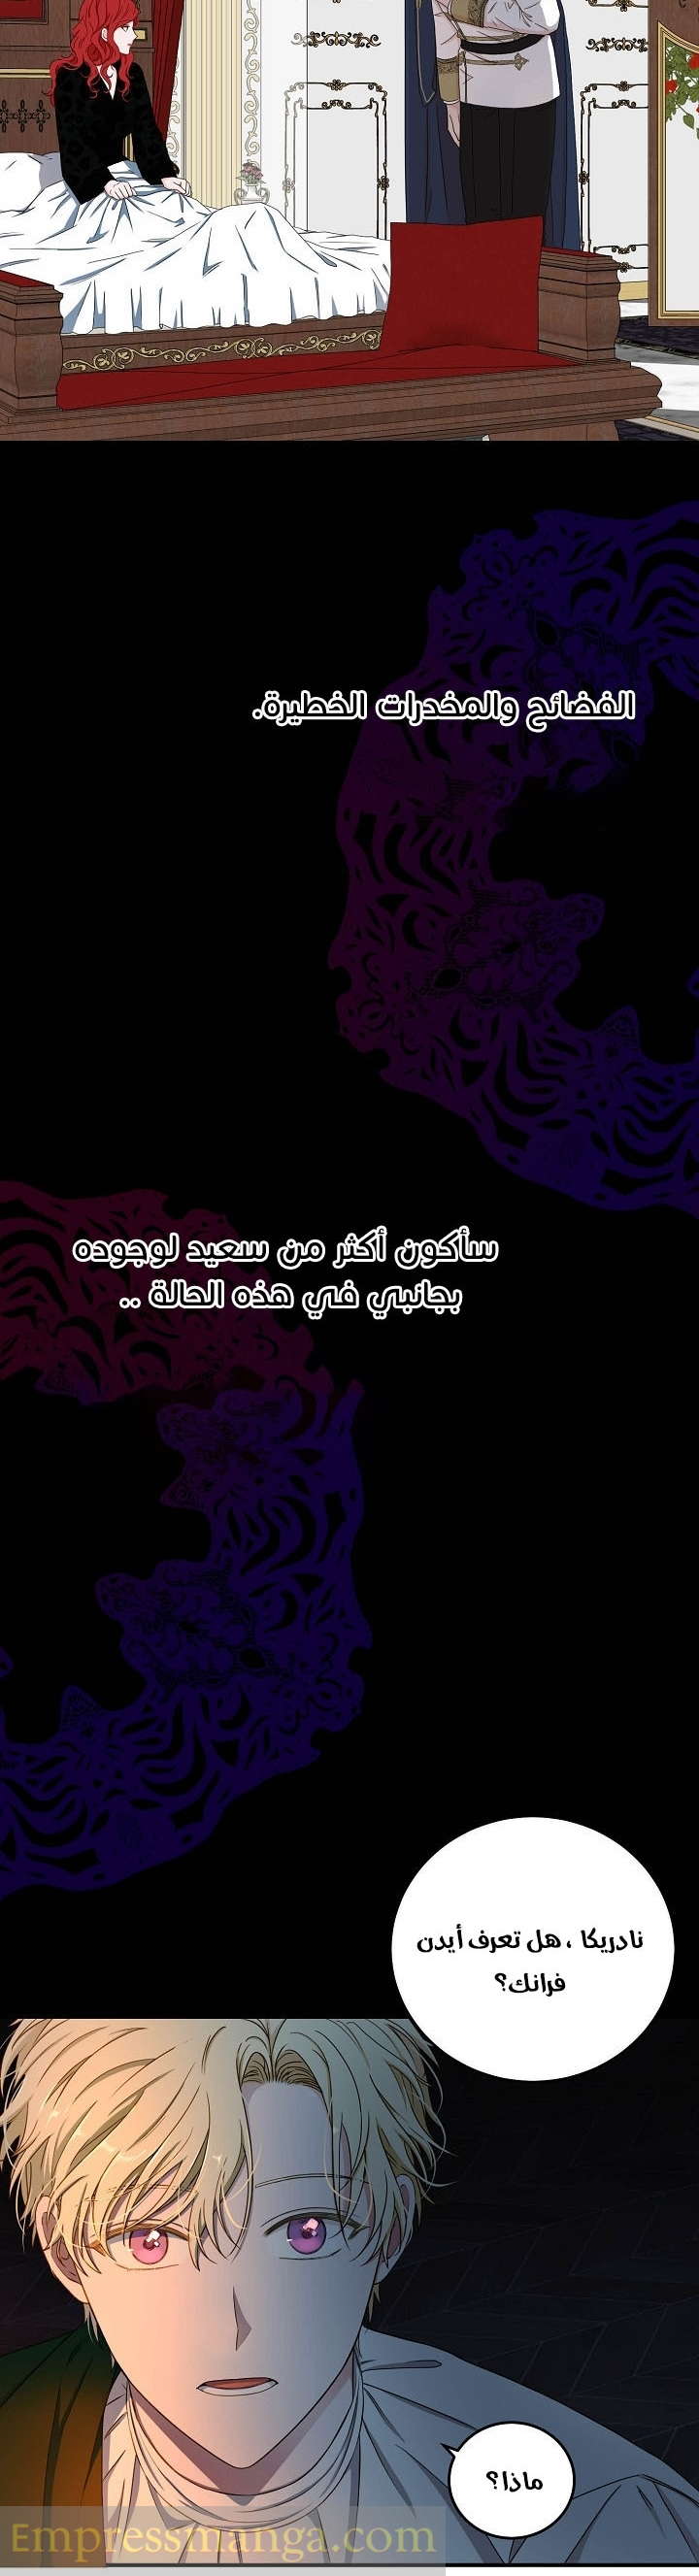 الفضائح والمخدرات الخطيرة.
سأكون أكثر من سعيد لوجوده
بجانبي في هذه الحالة ..
نادريكا ، هل تعرف أيدن
فرانك؟
ماذا؟
Empressmanga.com